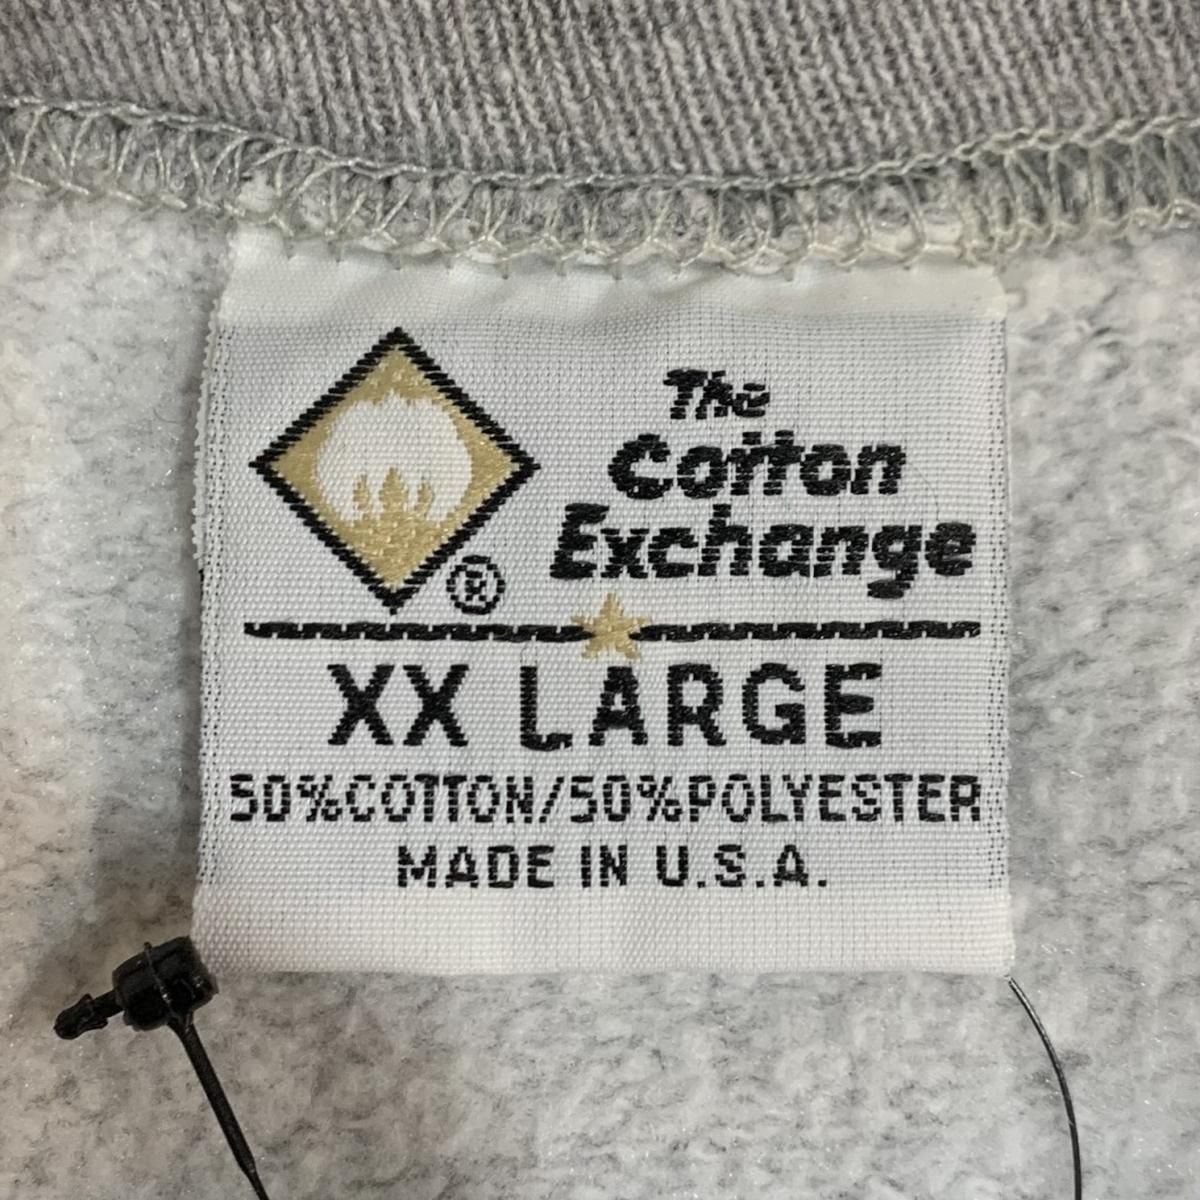 The
Cotton
Exchange
®
XX LARGE
50%COTTON/50%POLYESTER
MADE IN U.S.A.